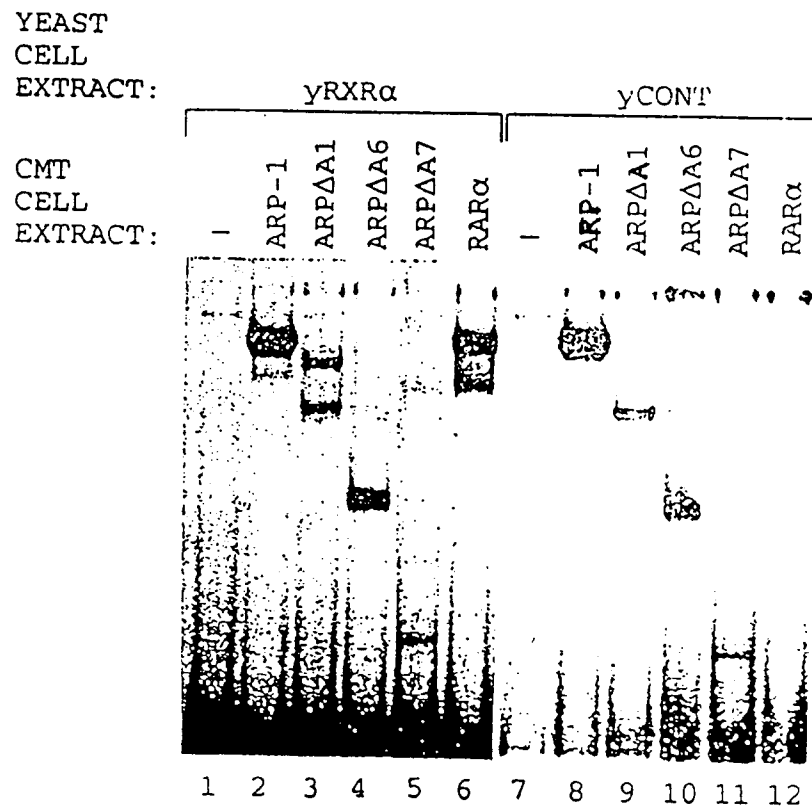 YEAST
CELL
EXTRACT: yRXRα yCONT
CMT
CELL
EXTRACT: – ARP-1 ARPΔA1 ARPΔA6 ARPΔA7 RARα – ARP-1 ARPΔA1 ARPΔA6 ARPΔA7 RARα
1 2 3 4 5 6 7 8 9 10 11 12